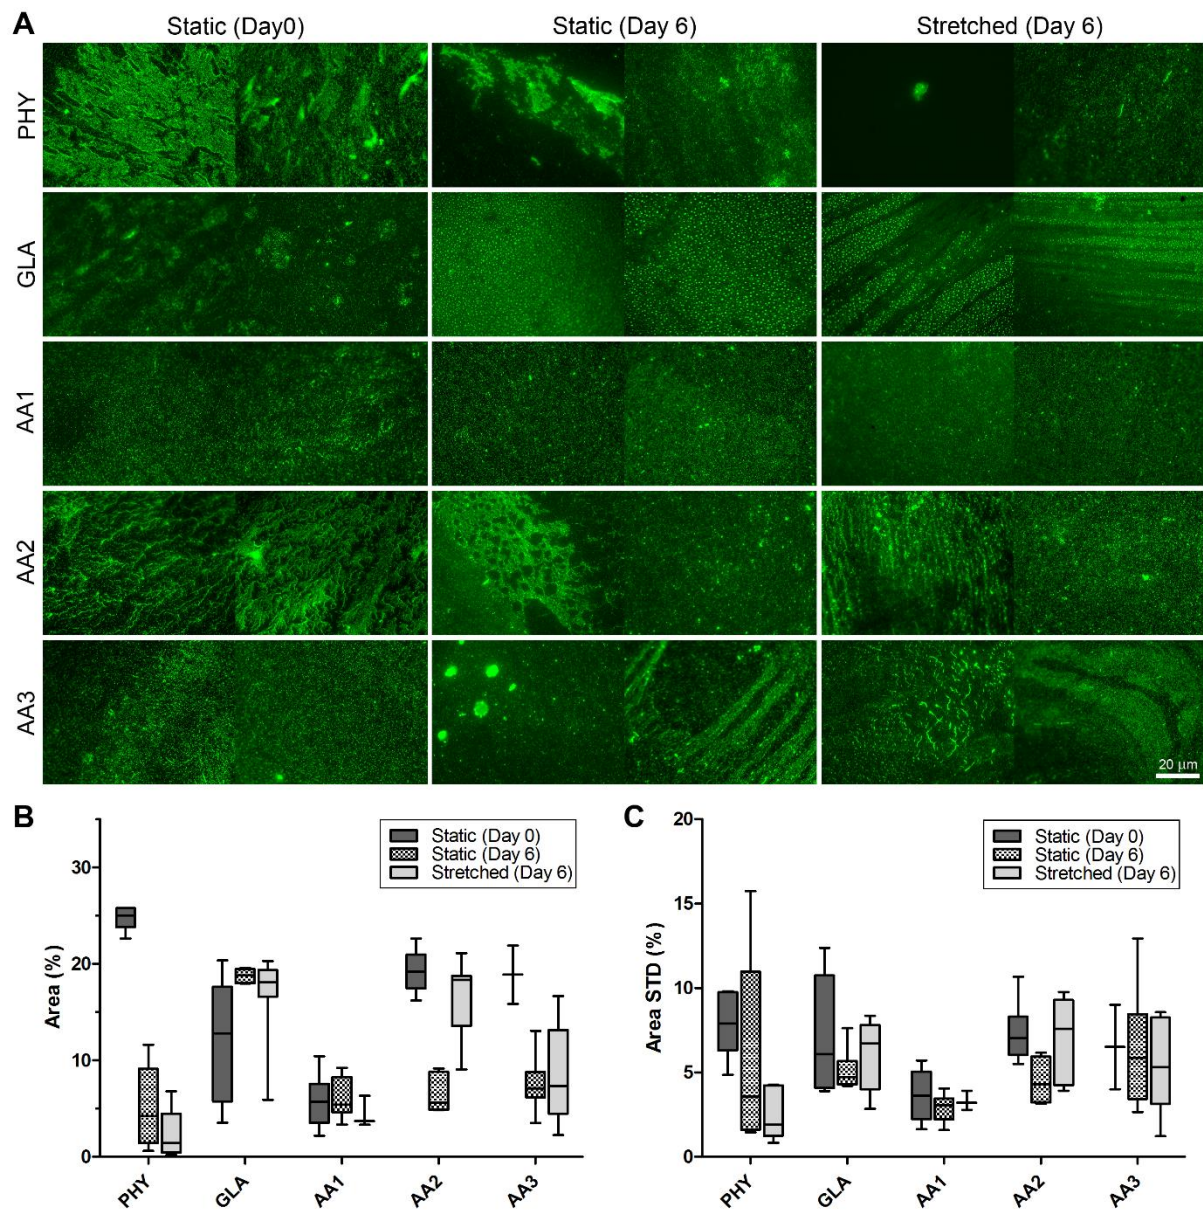 A
Static (Day0)
Static (Day 6)
Stretched (Day 6)
PHY
GLA
AA1
AA2
AA3
20 µm
B
Area (%)
30
20
10
0
Static (Day 0)
Static (Day 6)
Stretched (Day 6)
PHY
GLA
AA1
AA2
AA3
C
Area STD (%)
20
15
10
5
0
Static (Day 0)
Static (Day 6)
Stretched (Day 6)
PHY
GLA
AA1
AA2
AA3